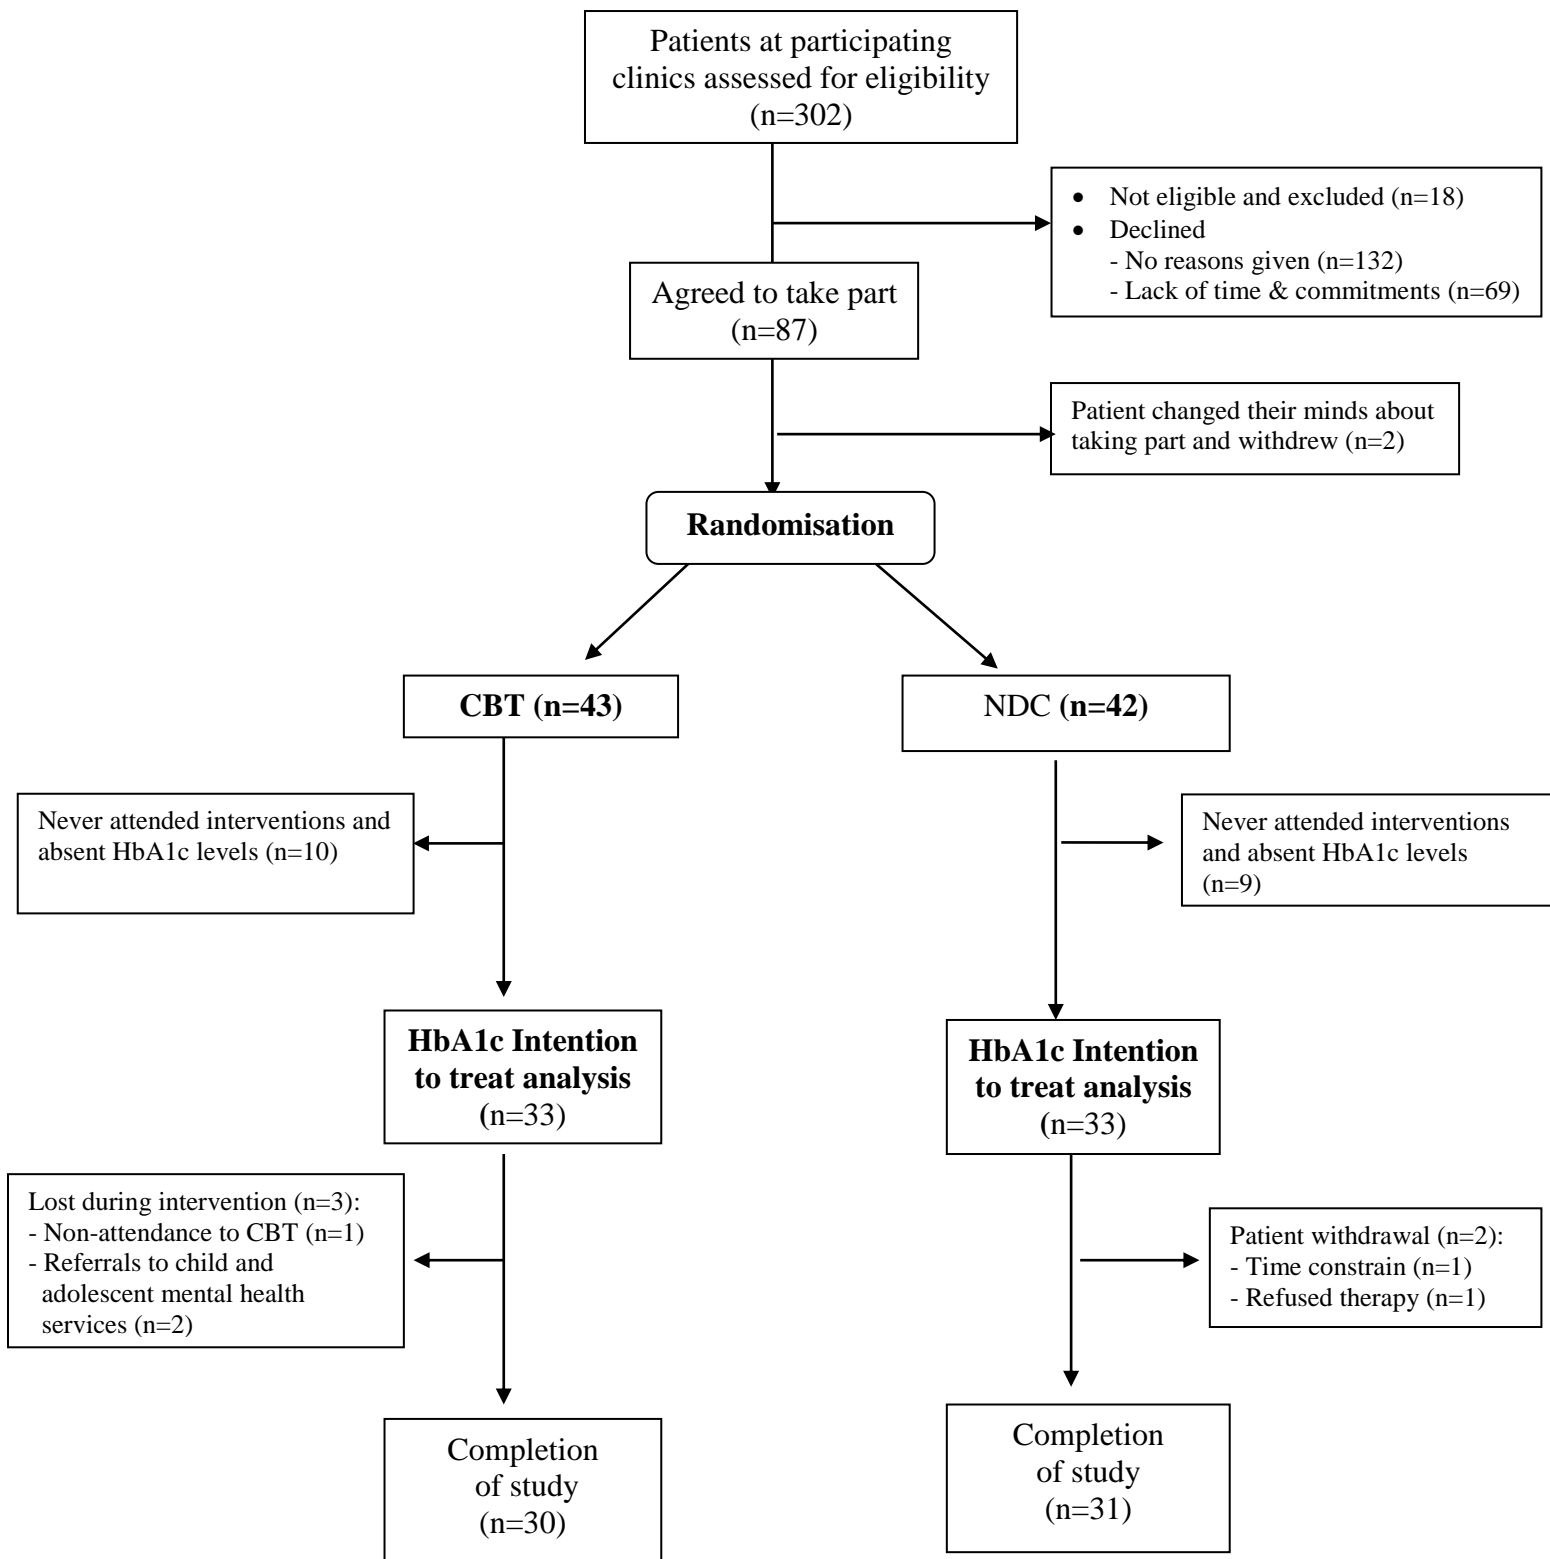 Patients at participating
clinics assessed for eligibility
(n=302)
• Not eligible and excluded (n=18)
• Declined
- No reasons given (n=132)
- Lack of time & commitments (n=69)
Agreed to take part
(n=87)
Patient changed their minds about
taking part and withdrew (n=2)
Randomisation
CBT (n=43)
NDC (n=42)
Never attended interventions and
absent HbA1c levels (n=10)
Never attended interventions
and absent HbA1c levels
(n=9)
HbA1c Intention
to treat analysis
(n=33)
HbA1c Intention
to treat analysis
(n=33)
Lost during intervention (n=3):
- Non-attendance to CBT (n=1)
- Referrals to child and
adolescent mental health
services (n=2)
Patient withdrawal (n=2):
- Time constrain (n=1)
- Refused therapy (n=1)
Completion
of study
(n=30)
Completion
of study
(n=31)